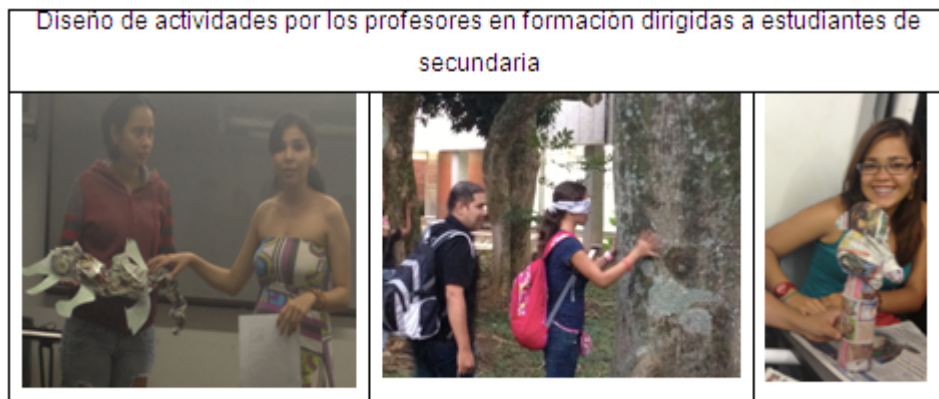 Diseño de actividades por los profesores en formación dirigidas a estudiantes de
secundaria